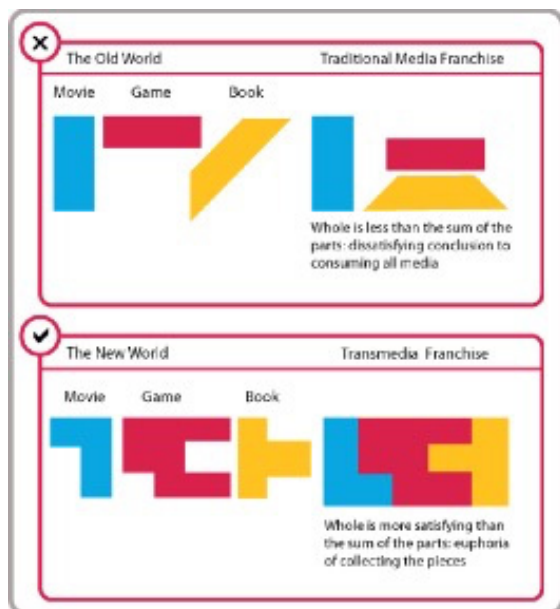 The Old World
Traditional Media Franchise
Movie Game Book
Whole is less than the sum of the
parts: dissatisfying conclusion to
consuming all media
The New World
Transmedia Franchise
Movie Game Book
Whole is more satisfying than
the sum of the parts: euphoria
of collecting the pieces